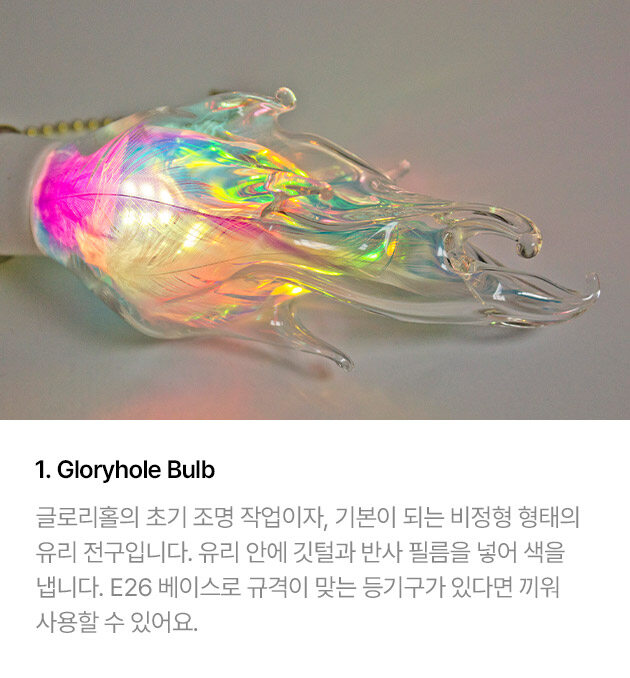 1. Gloryhole Bulb
글로리홀의 초기 조명 작업이자, 기본이 되는 비정형 형태의
유리 전구입니다. 유리 안에 깃털과 반사 필름을 넣어 색을
냅니다. E26 베이스로 규격이 맞는 등기구가 있다면 끼워
사용할 수 있어요.